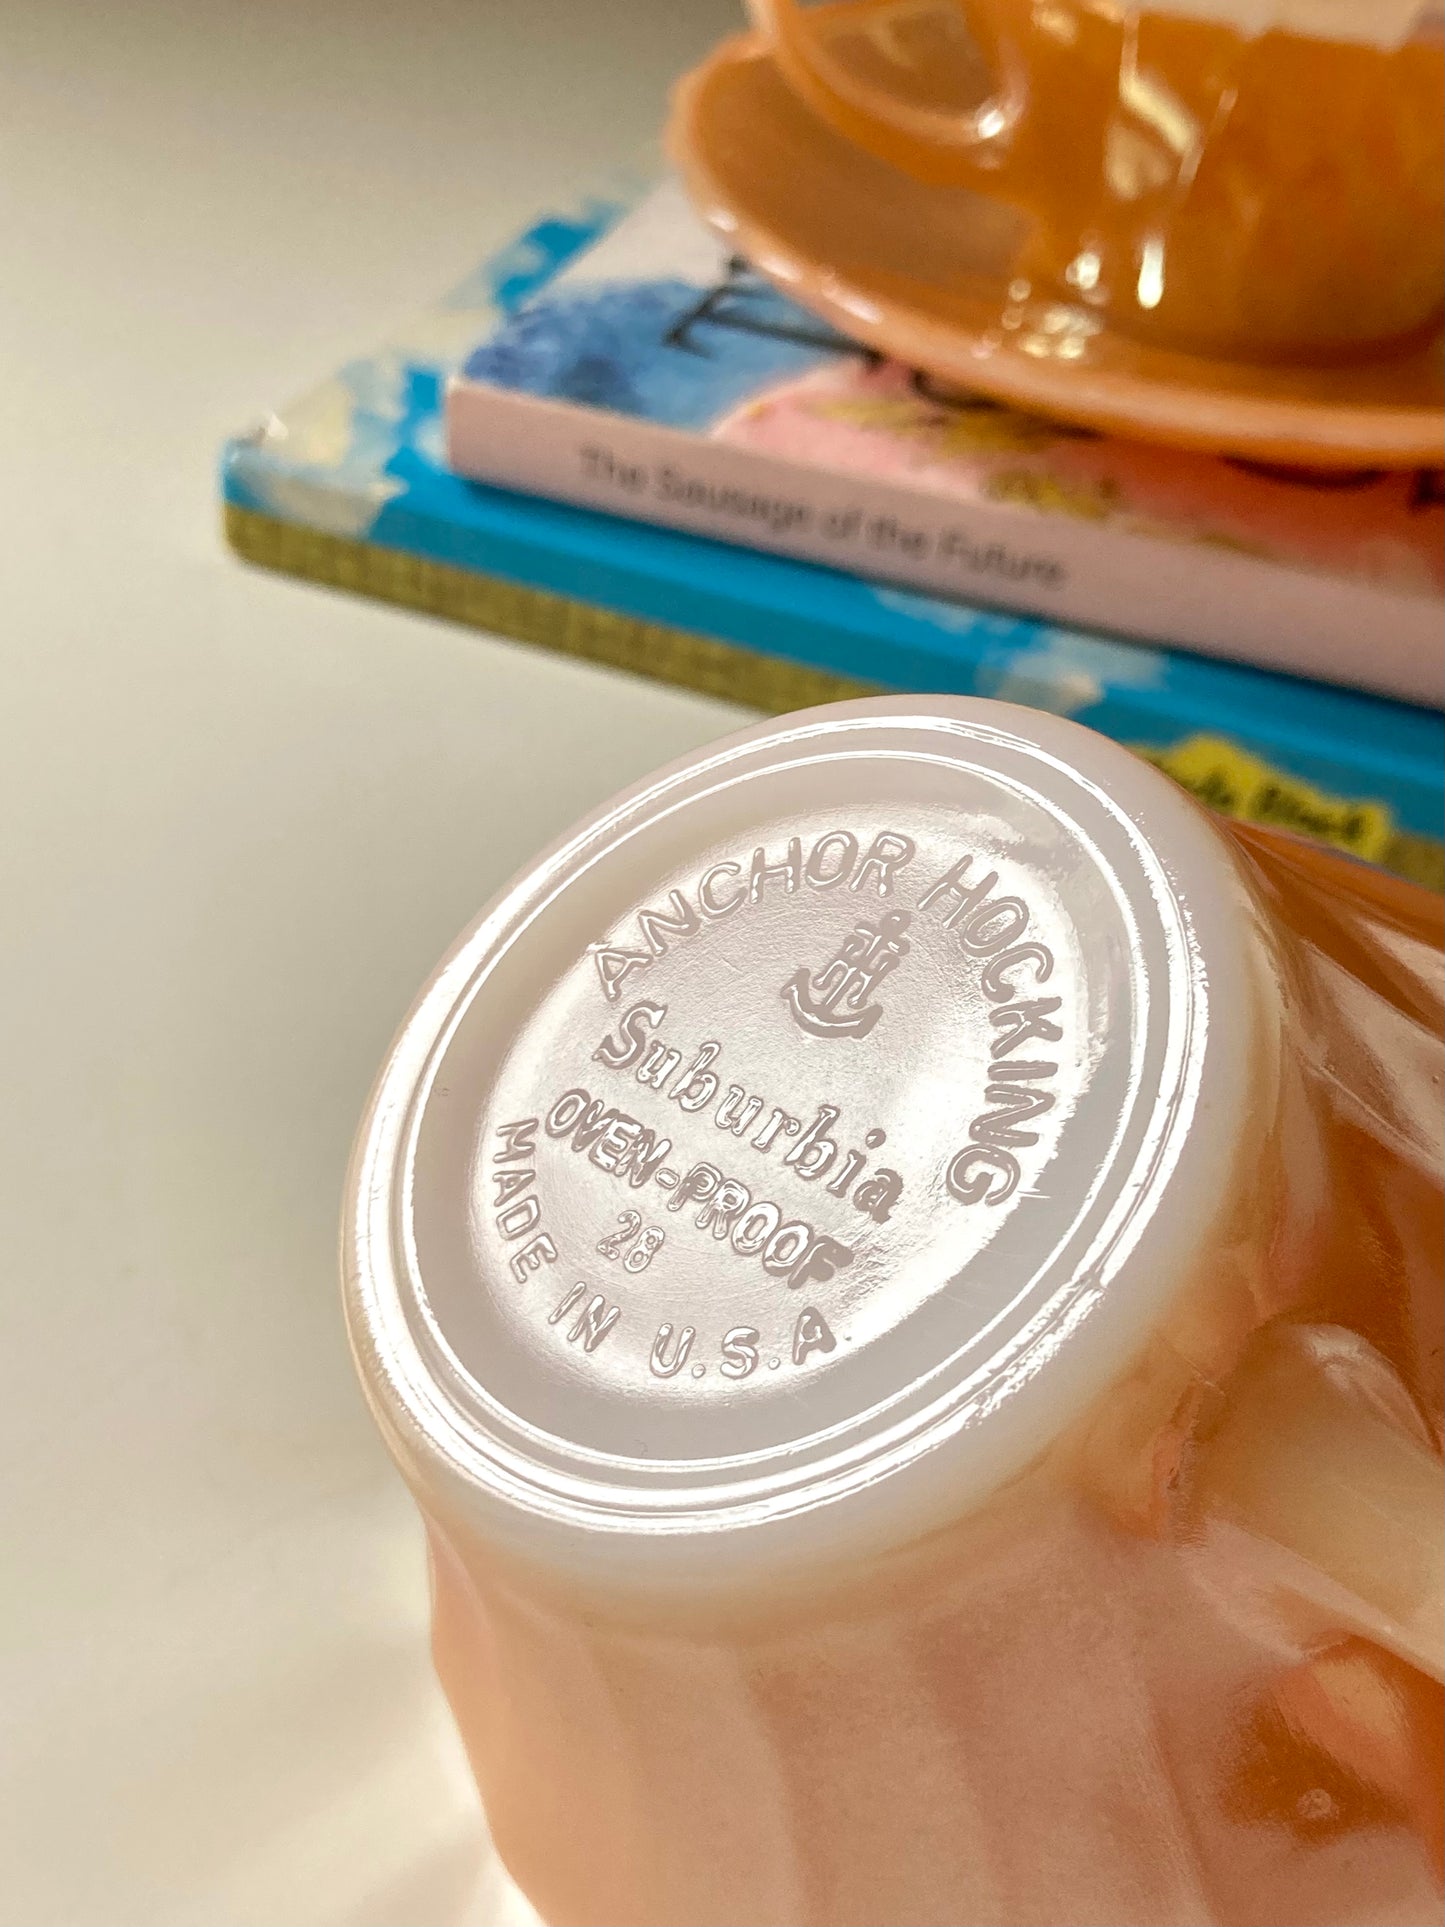 The Sausage of the Future
ANCHOR HOCKING
Suburbia
OVEN-PROOF
28
MADE IN U.S.A